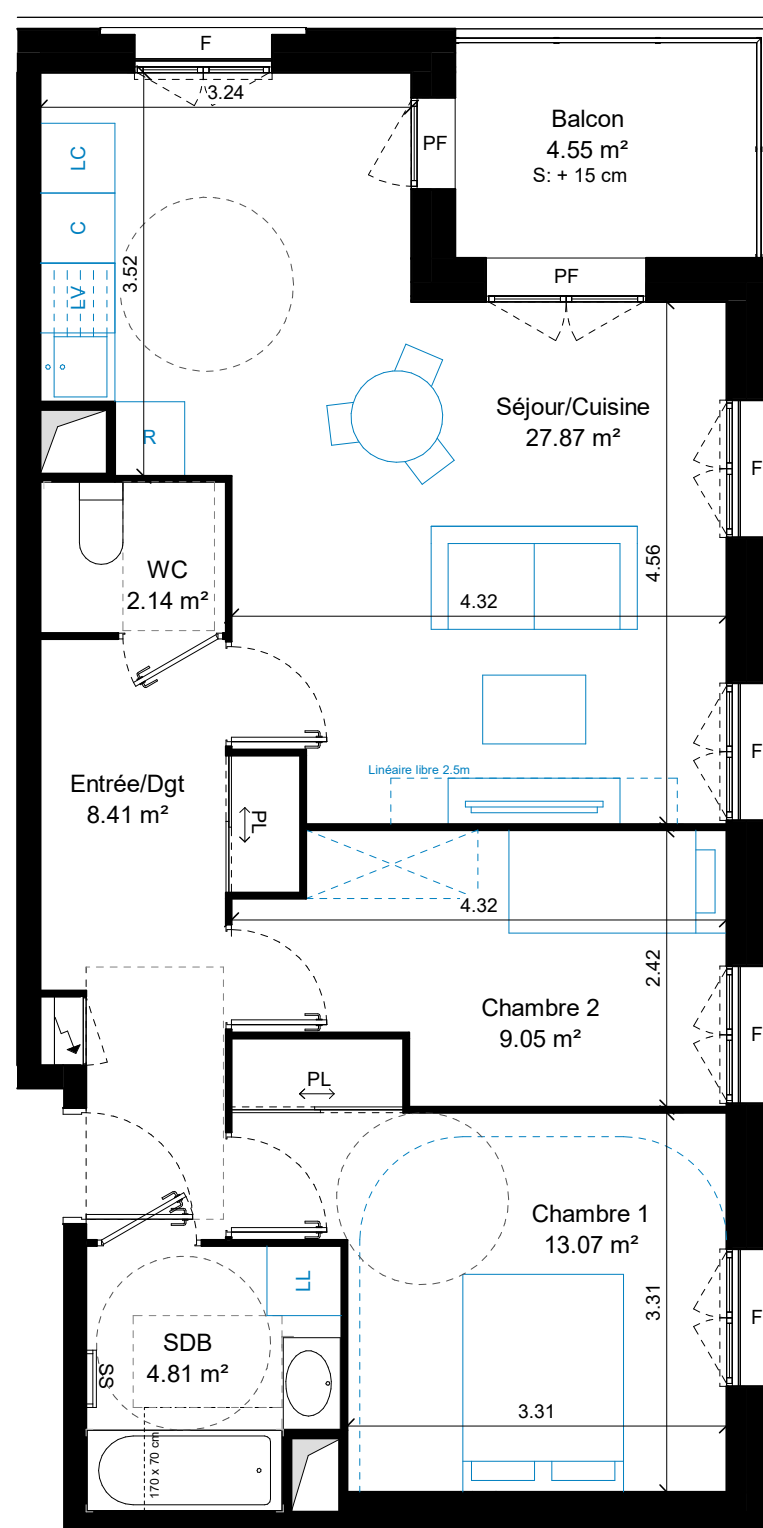 F
3.24
PF
Balcon
4.55 m²
S: + 15 cm
LC
C
LV
3.52
PF
R
Séjour/Cuisine
27.87 m²
F
WC
2.14 m²
4.56
4.32
Linéaire libre 2.5m
F
Entrée/Dgt
8.41 m²
PL
4.32
2.42
Chambre 2
9.05 m²
F
PL
Chambre 1
13.07 m²
LL
3.31
F
SDB
4.81 m²
SS
3.31
170 x 70 cm